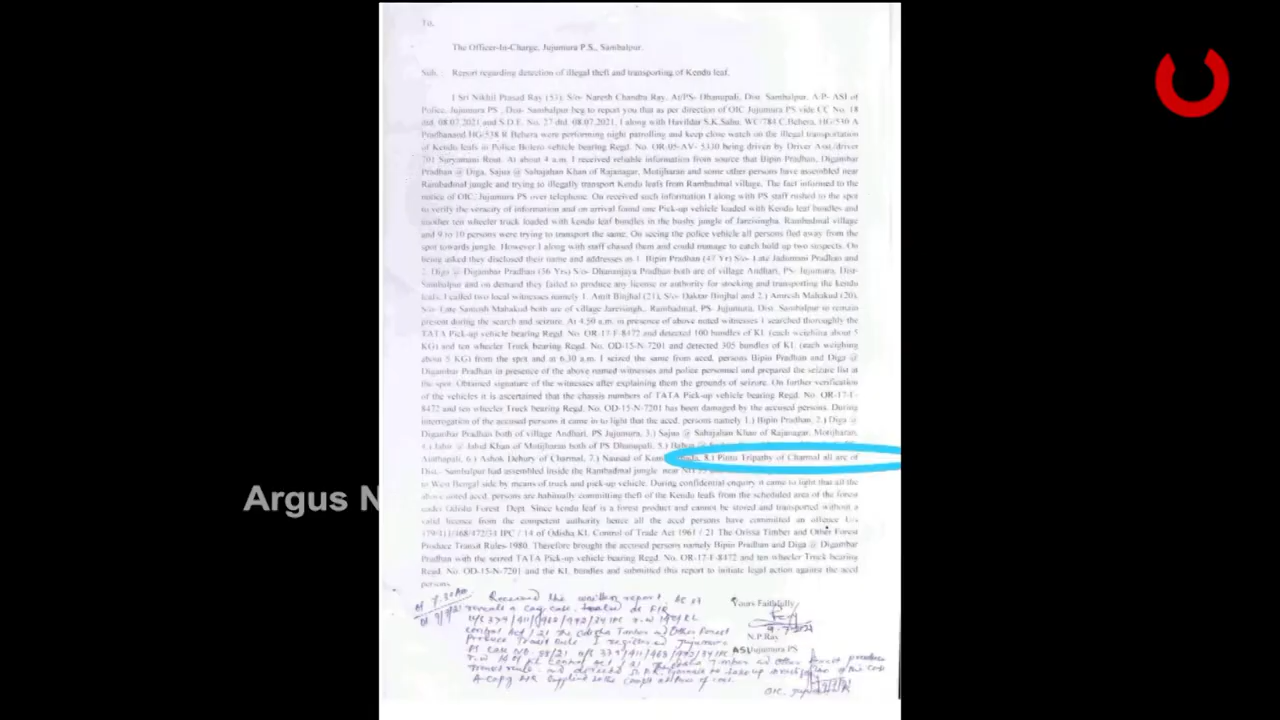 To,
The Officer-In-Charge, Jujumura P.S., Sambalpur.
Sub. : Report regarding detection of illegal theft and transporting of Kendu leaf.
I Sri Nikhil Prasad Ray (53), S/o- Naresh Chandra Ray, At/PS- Dhanupali, Dist. Sambalpur, A/P- ASI of
Police, Jujumura PS , Dist- Sambalpur beg to report you that as per direction of OIC Jujumura PS vide CC No. 18
dtd. 08.07.2021 and S.D.E. No. 27 dtd. 08.07.2021, I along with Havildar S.K.Sahu, WC/784 C.Behera, HG/530 A
Pradhanand HG/538 R Behera were performing night patrolling and keep close watch on the illegal transportation
of Kendu leafs in Police Bolero vehicle bearing Regd. No. OR-05-AV- 5330 being driven by Driver Asst./driver
701 Suryamani Rout. At about 4 a.m. I received reliable information from source that Bipin Pradhan, Digambar
Pradhan @ Diga, Sajua @ Sahajahan Khan of Rajanagar, Motijharan and some other persons have assembled near
Rambadmal jungle and trying to illegally transport Kendu leafs from Rambadmal village. The fact informed to the
notice of OIC, Jujumura PS over telephone. On received such information I along with PS staff rushed to the spot
to verify the veracity of information and on arrival found one Pick-up vehicle loaded with Kendu leaf bundles and
another ten wheeler truck loaded with kendu leaf bundles in the bushy jungle of Jareisingha, Rambadmal village
and 9 to 10 persons were trying to transport the same. On seeing the police vehicle all persons fled away from the
spot towards jungle. However I along with staff chased them and could manage to catch hold up two suspects. On
being asked they disclosed their name and addresses as 1. Bipin Pradhan (47 Yr) S/o- Late Jadumani Pradhan and
2. Diga @ Digambar Pradhan (36 Yrs) S/o- Dharanjaya Pradhan both are of village Andhari, PS- Jujumura, Dist-
Sambalpur and on demand they failed to produce any license or authority for stocking and transporting the kendu
leafs. I called two local witnesses namely 1. Amit Binjhal (21), S/o- Daktar Binjhal and 2.) Amresh Mahakud (20),
S/o- Late Santosh Mahakud both are of village Jareisingh, Rambadmal, PS- Jujumura, Dist. Sambalpur to remain
present during the search and seizure. At 4.50 a.m. in presence of above noted witnesses I searched thoroughly the
TATA Pick-up vehicle bearing Regd. No. OR-17-F-8472 and detected 100 bundles of KL (each weighing about 5
KG) and ten wheeler Truck bearing Regd. No. OD-15-N-7201 and detected 305 bundles of KL (each weighing
about 5 KG) from the spot and at 6.30 a.m. I seized the same from accd. persons Bipin Pradhan and Diga @
Digambar Pradhan in presence of the above named witnesses and police personnel and prepared the seizure list at
the spot. Obtained signature of the witnesses after explaining them the grounds of seizure. On further verification
of the vehicles it is ascertained that the chassis numbers of TATA Pick-up vehicle bearing Regd. No. OR-17-F-
8472 and ten wheeler Truck bearing Regd. No. OD-15-N-7201 has been damaged by the accused persons. During
interrogation of the accused persons it came in to light that the accd. persons namely 1.) Bipin Pradhan, 2.) Diga @
Digambar Pradhan both of village Andhari, PS Jujumura, 3.) Sajua @ Sahajahan Khan of Rajanagar, Motijharan,
4.) Jahid Khan of Motijharan both of PS Dhanupali, 5.)
6.) Ashok Dehury of Charmal, 7.) Nausad of 8.) Pintu Tripathy of Charmal all are of
Dist.- Sambalpur had assembled inside the Rambadmal jungle near
to West Bengal side by means of truck and pick-up vehicle. During confidential enquiry it came to light that all the
above noted accd. persons are habitually committing theft of the Kendu leafs from the scheduled area of the forest
under Odisha Forest Dept. Since kendu leaf is a forest product and cannot be stored and transported without a
valid licence from the competent authority hence all the accd persons have committed an offence U/s
379/411/468/472/34 IPC / 14 of Odisha KL Control of Trade Act 1961 / 21 The Orissa Timber and Other Forest
Produce Transit Rules-1980. Therefore brought the accused persons namely Bipin Pradhan and Diga @ Digambar
Pradhan with the seized TATA Pick-up vehicle bearing Regd. No. OR-17-F-8472 and ten wheeler Truck bearing
Regd. No. OD-15-N-7201 and the KL bundles and submitted this report to initiate legal action against the accd
persons.
Received the written report. As it
reveals a cog. case, treated as FIR
Yours Faithfully
9-7-2021
N.P.Ray
ASI Jujumura PS
Argus N